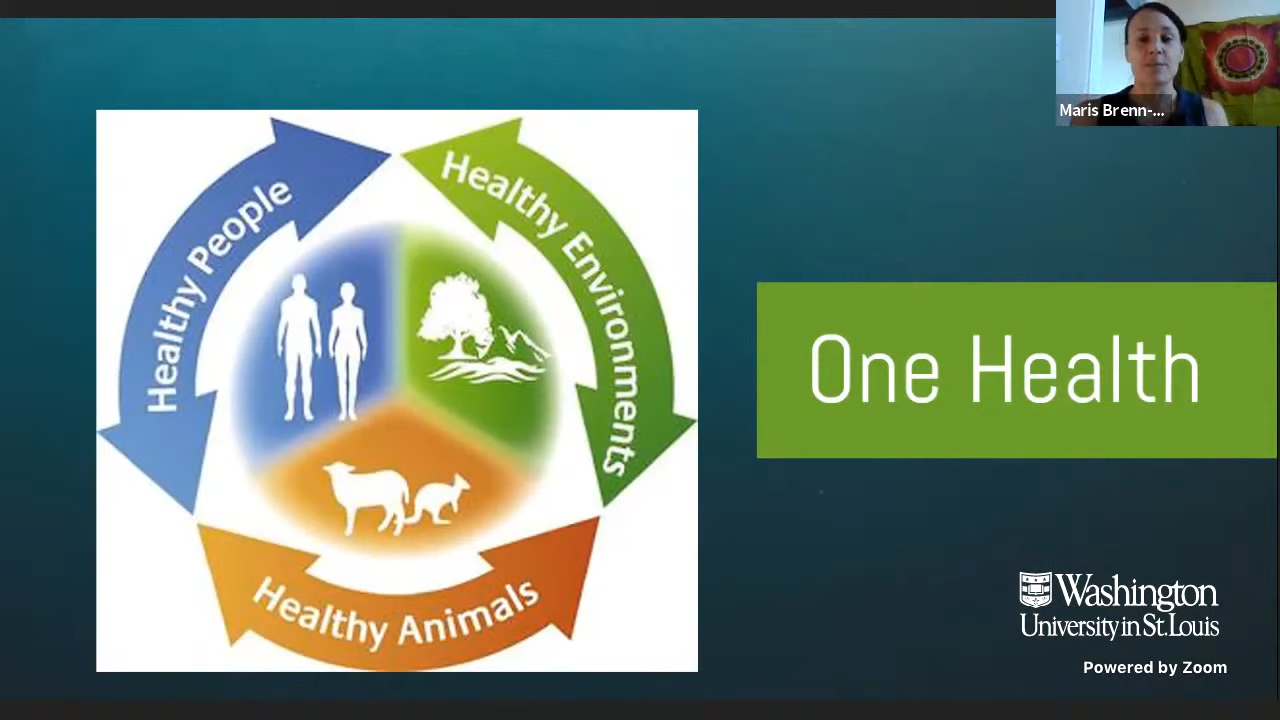 Maris Brenn-...
Healthy People
Healthy Environments
Healthy Animals
One Health
Washington
University in St. Louis
Powered by Zoom